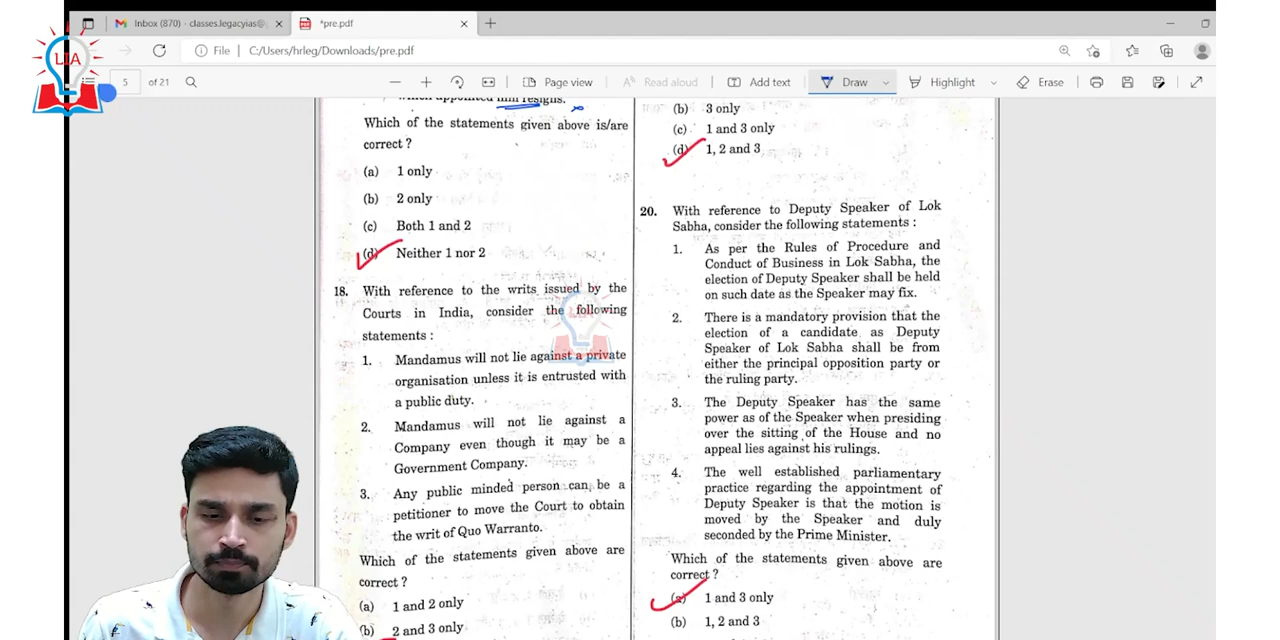 Inbox (870) - classes.legacyias@
*pre.pdf
LIA
File
C:/Users/hrleg/Downloads/pre.pdf
5
of 21
Page view
Read aloud
Add text
Draw
Highlight
Erase
him resigns.
Which of the statements given above is/are
correct ?
(a) 1 only
(b) 2 only
(c) Both 1 and 2
(d) Neither 1 nor 2
18. With reference to the writs issued by the
Courts in India, consider the following
statements :
1. Mandamus will not lie against a private
organisation unless it is entrusted with
a public duty.
2. Mandamus will not lie against a
Company even though it may be a
Government Company.
3. Any public minded person can be a
petitioner to move the Court to obtain
the writ of Quo Warranto.
Which of the statements given above are
correct ?
(a) 1 and 2 only
(b) 2 and 3 only
(b) 3 only
(c) 1 and 3 only
(d) 1, 2 and 3
20. With reference to Deputy Speaker of Lok
Sabha, consider the following statements :
1. As per the Rules of Procedure and
Conduct of Business in Lok Sabha, the
election of Deputy Speaker shall be held
on such date as the Speaker may fix.
2. There is a mandatory provision that the
election of a candidate as Deputy
Speaker of Lok Sabha shall be from
either the principal opposition party or
the ruling party.
3. The Deputy Speaker has the same
power as of the Speaker when presiding
over the sitting of the House and no
appeal lies against his rulings.
4. The well established parliamentary
practice regarding the appointment of
Deputy Speaker is that the motion is
moved by the Speaker and duly
seconded by the Prime Minister.
Which of the statements given above are
correct ?
(a) 1 and 3 only
(b) 1, 2 and 3